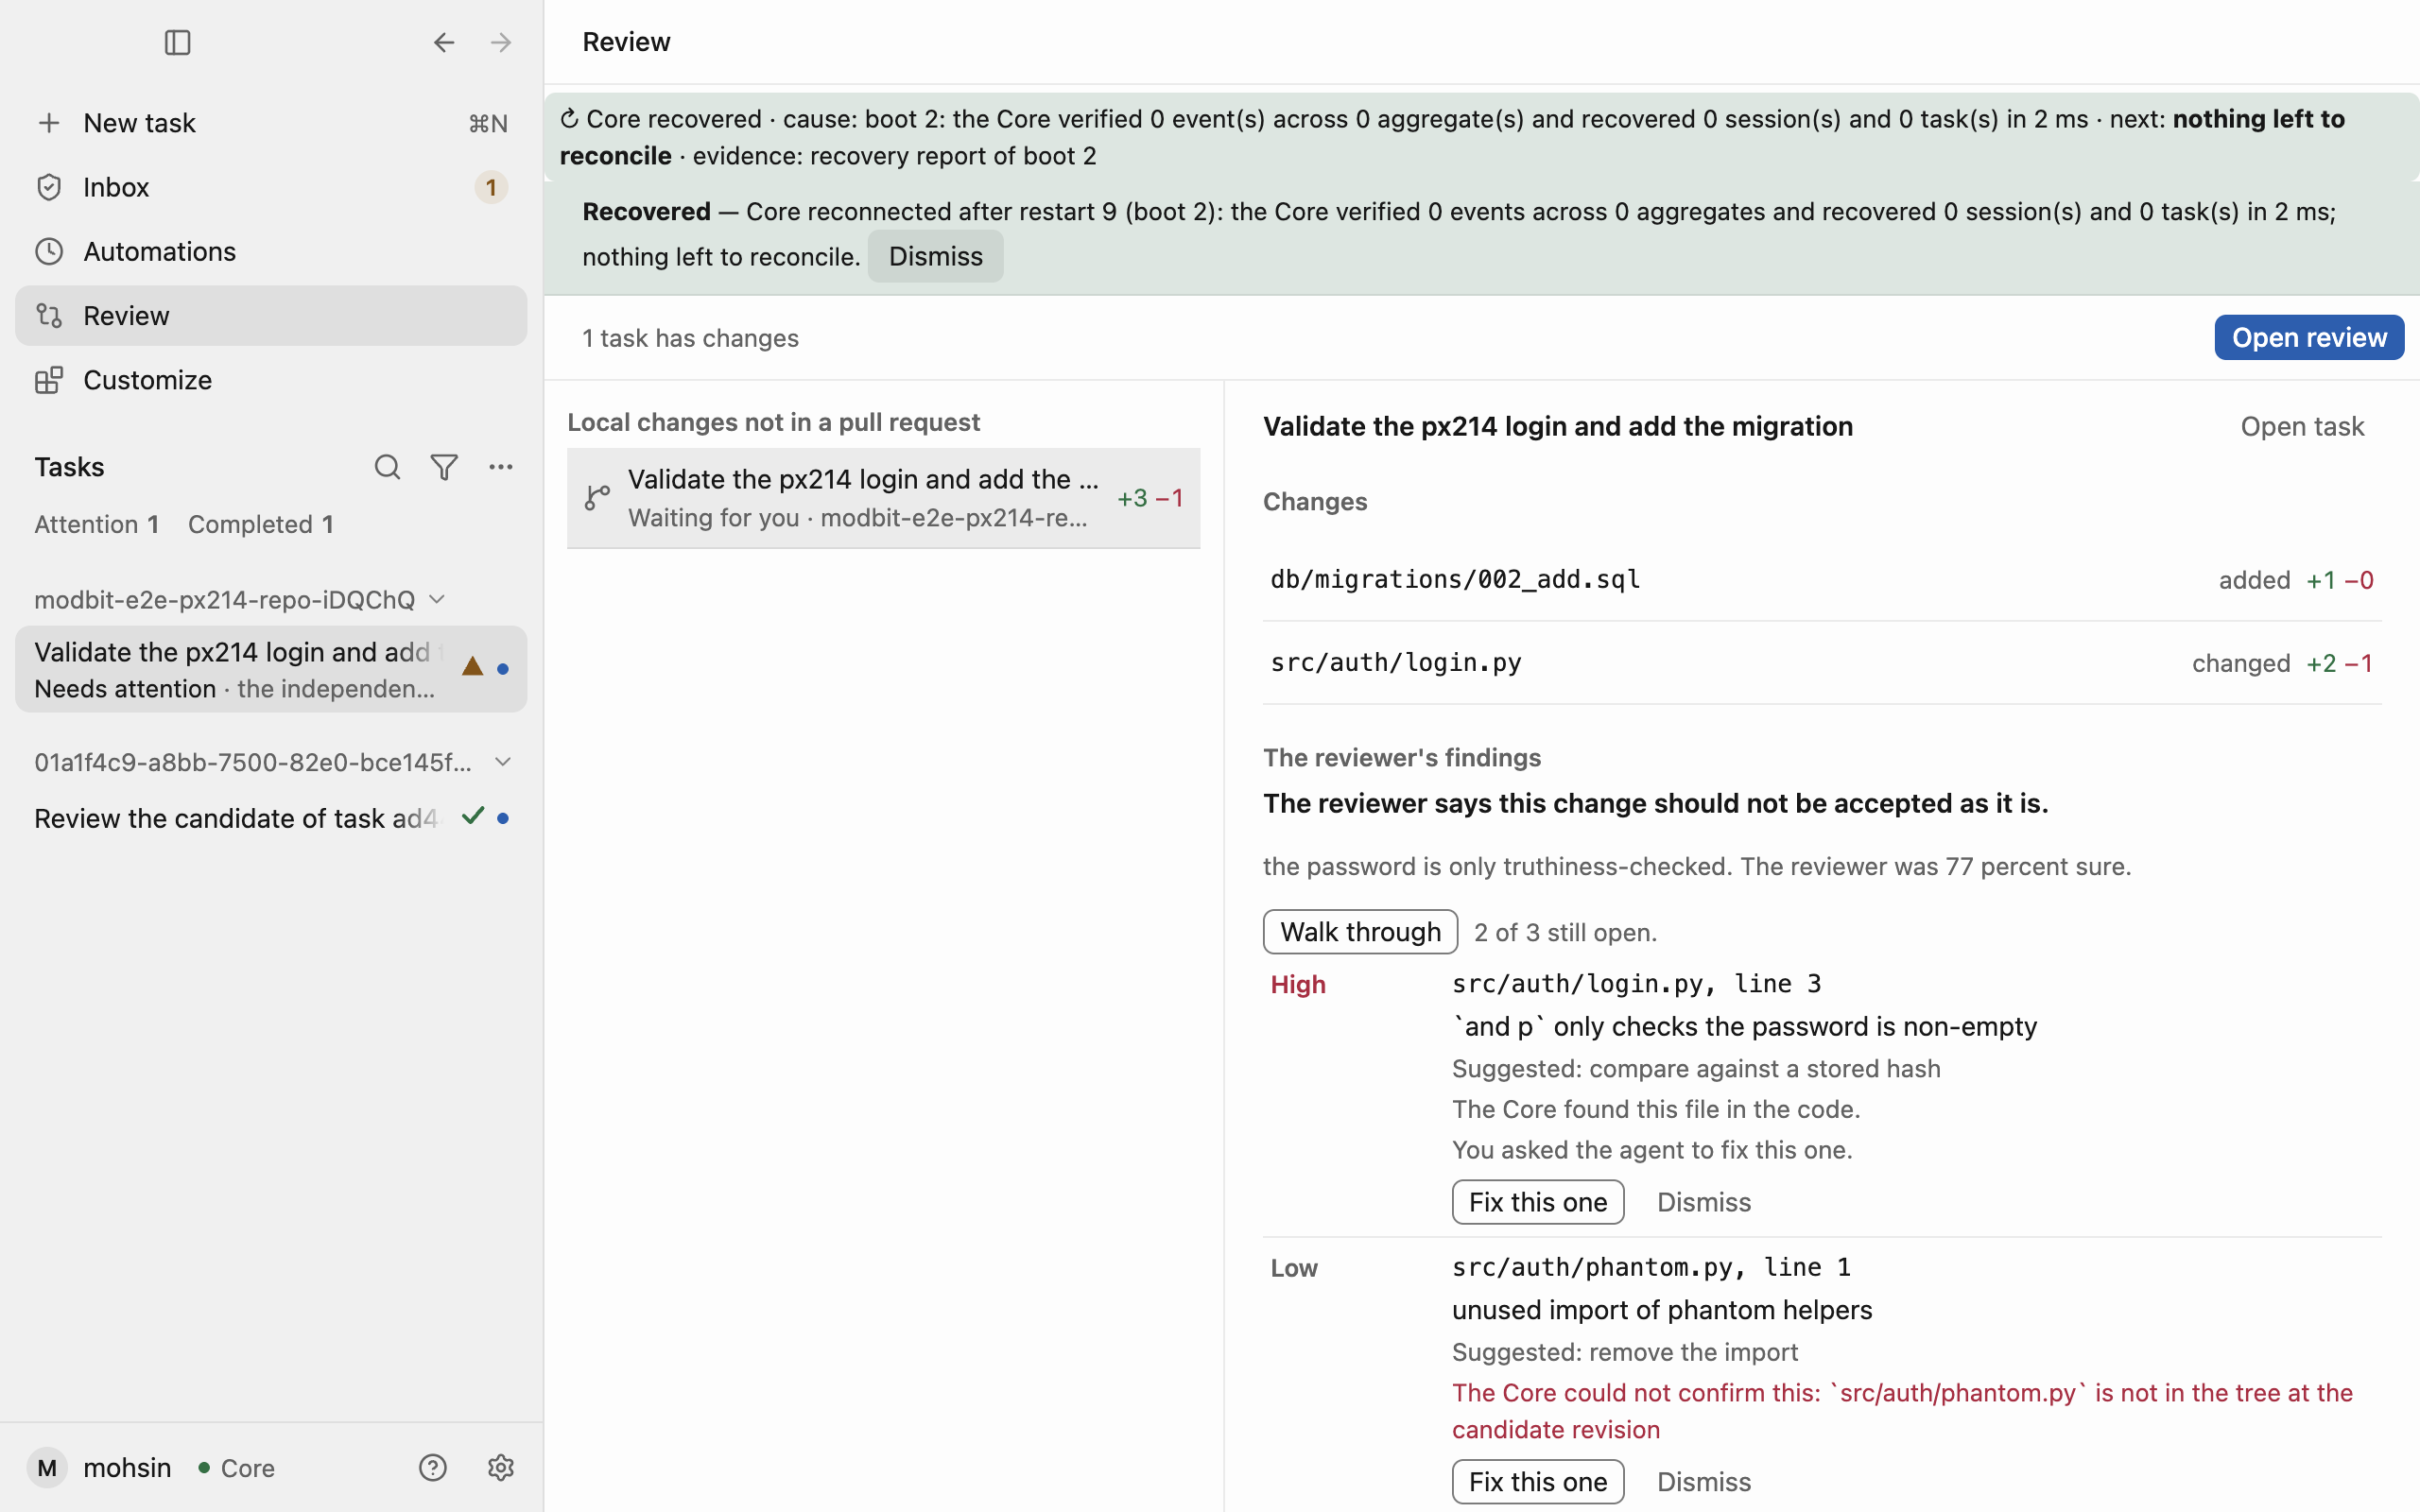 Review
New task ⌘N
Inbox 1
Automations
Review
Customize
Tasks
Attention 1 Completed 1
modbit-e2e-px214-repo-iDQChQ
Validate the px214 login and add
Needs attention · the independen...
01a1f4c9-a8bb-7500-82e0-bce145f...
Review the candidate of task ad4
M mohsin Core
Core recovered · cause: boot 2: the Core verified 0 event(s) across 0 aggregate(s) and recovered 0 session(s) and 0 task(s) in 2 ms · next: nothing left to
reconcile · evidence: recovery report of boot 2
Recovered — Core reconnected after restart 9 (boot 2): the Core verified 0 events across 0 aggregates and recovered 0 session(s) and 0 task(s) in 2 ms;
nothing left to reconcile. Dismiss
1 task has changes Open review
Local changes not in a pull request
Validate the px214 login and add the ...
Waiting for you · modbit-e2e-px214-re...
+3 −1
Validate the px214 login and add the migration Open task
Changes
db/migrations/002_add.sql added +1 −0
src/auth/login.py changed +2 −1
The reviewer's findings
The reviewer says this change should not be accepted as it is.
the password is only truthiness-checked. The reviewer was 77 percent sure.
Walk through 2 of 3 still open.
High src/auth/login.py, line 3
`and p` only checks the password is non-empty
Suggested: compare against a stored hash
The Core found this file in the code.
You asked the agent to fix this one.
Fix this one Dismiss
Low src/auth/phantom.py, line 1
unused import of phantom helpers
Suggested: remove the import
The Core could not confirm this: `src/auth/phantom.py` is not in the tree at the
candidate revision
Fix this one Dismiss